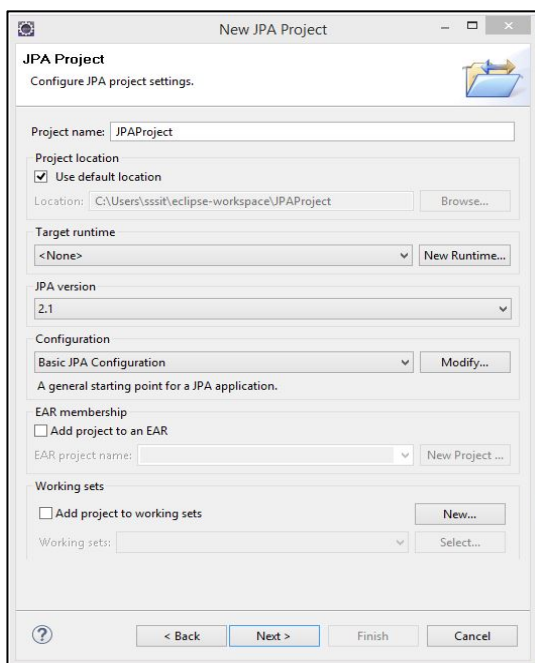 New JPA Project
JPA Project
Configure JPA project settings.
Project name: JPAProject
Project location
Use default location
Location: C:\Users\sssit\eclipse-workspace\JPAProject Browse...
Target runtime
<None> New Runtime...
JPA version
2.1
Configuration
Basic JPA Configuration Modify...
A general starting point for a JPA application.
EAR membership
Add project to an EAR
EAR project name: New Project ...
Working sets
Add project to working sets New...
Working sets: Select...
? < Back Next > Finish Cancel